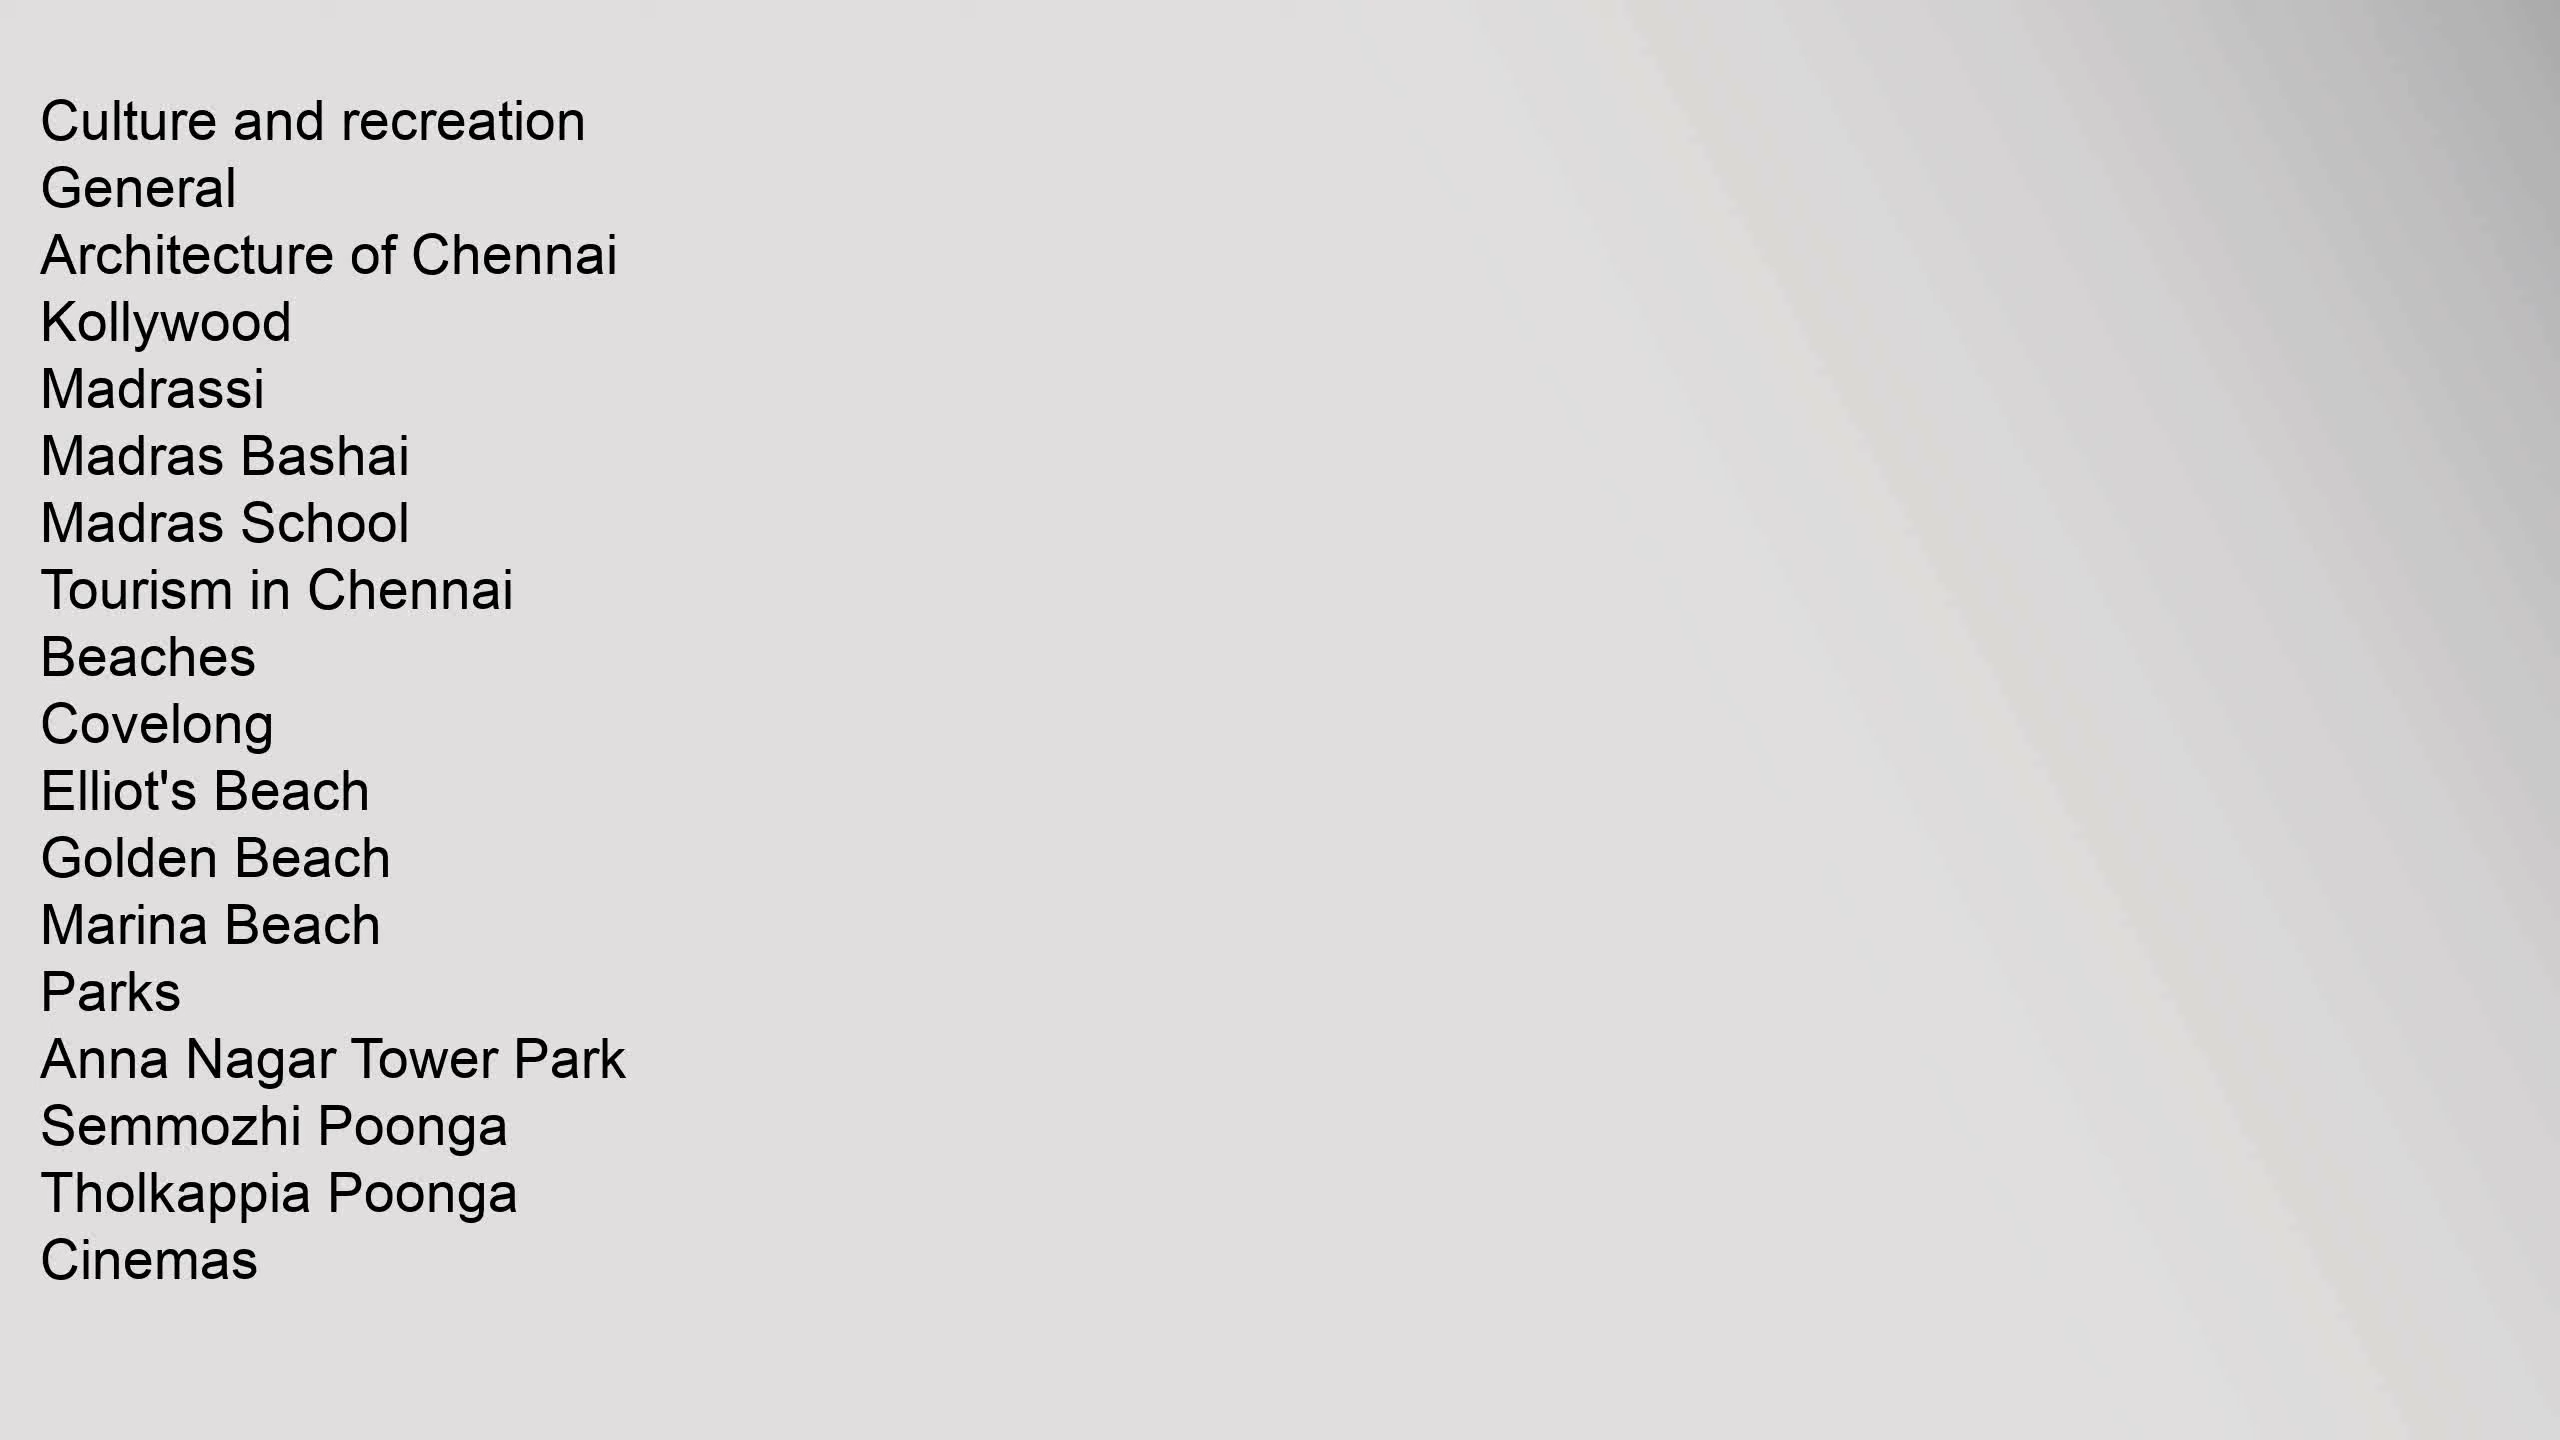 Culture and recreation
General
Architecture of Chennai
Kollywood
Madrassi
Madras Bashai
Madras School
Tourism in Chennai
Beaches
Covelong
Elliot's Beach
Golden Beach
Marina Beach
Parks
Anna Nagar Tower Park
Semmozhi Poonga
Tholkappia Poonga
Cinemas